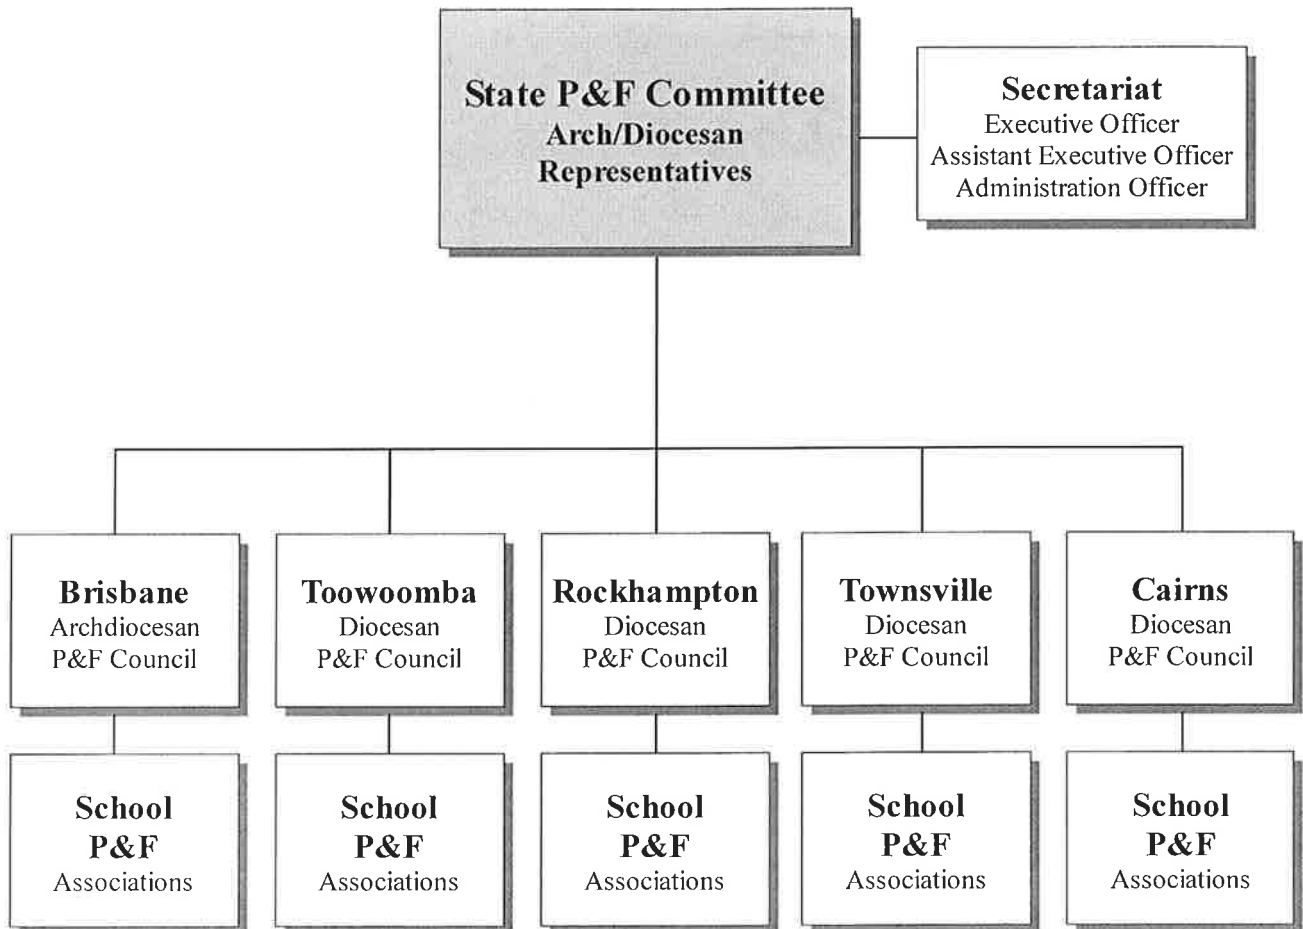 State P&F Committee
Arch/Diocesan
Representatives
Secretariat
Executive Officer
Assistant Executive Officer
Administration Officer
Brisbane
Archdiocesan
P&F Council
Toowoomba
Diocesan
P&F Council
Rockhampton
Diocesan
P&F Council
Townsville
Diocesan
P&F Council
Cairns
Diocesan
P&F Council
School
P&F
Associations
School
P&F
Associations
School
P&F
Associations
School
P&F
Associations
School
P&F
Associations